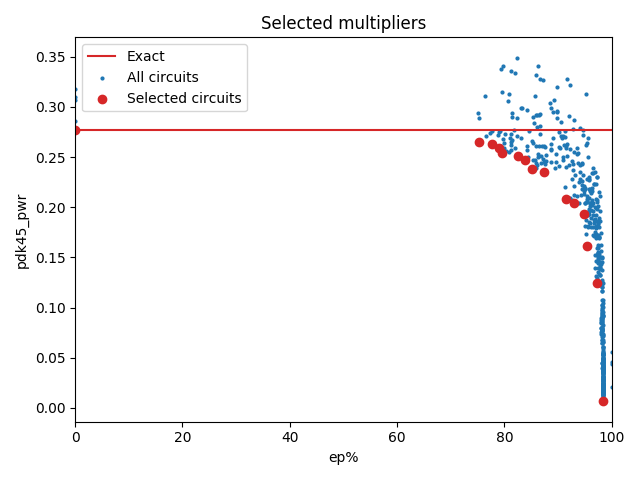 Selected multipliers
Exact
All circuits
Selected circuits
pdk45_pwr
0.35
0.30
0.25
0.20
0.15
0.10
0.05
0.00
0 20 40 60 80 100
ep%